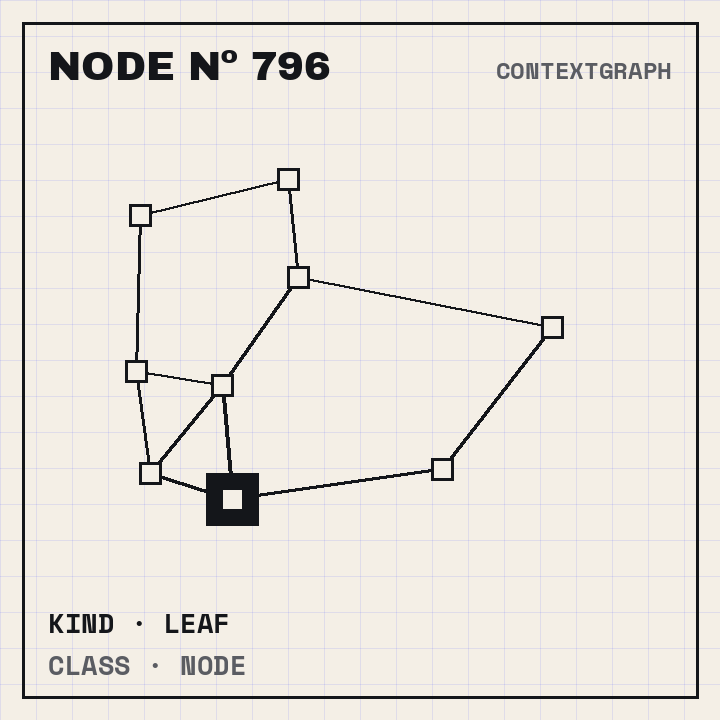 NODE Nº 796
CONTEXTGRAPH
KIND · LEAF
CLASS · NODE